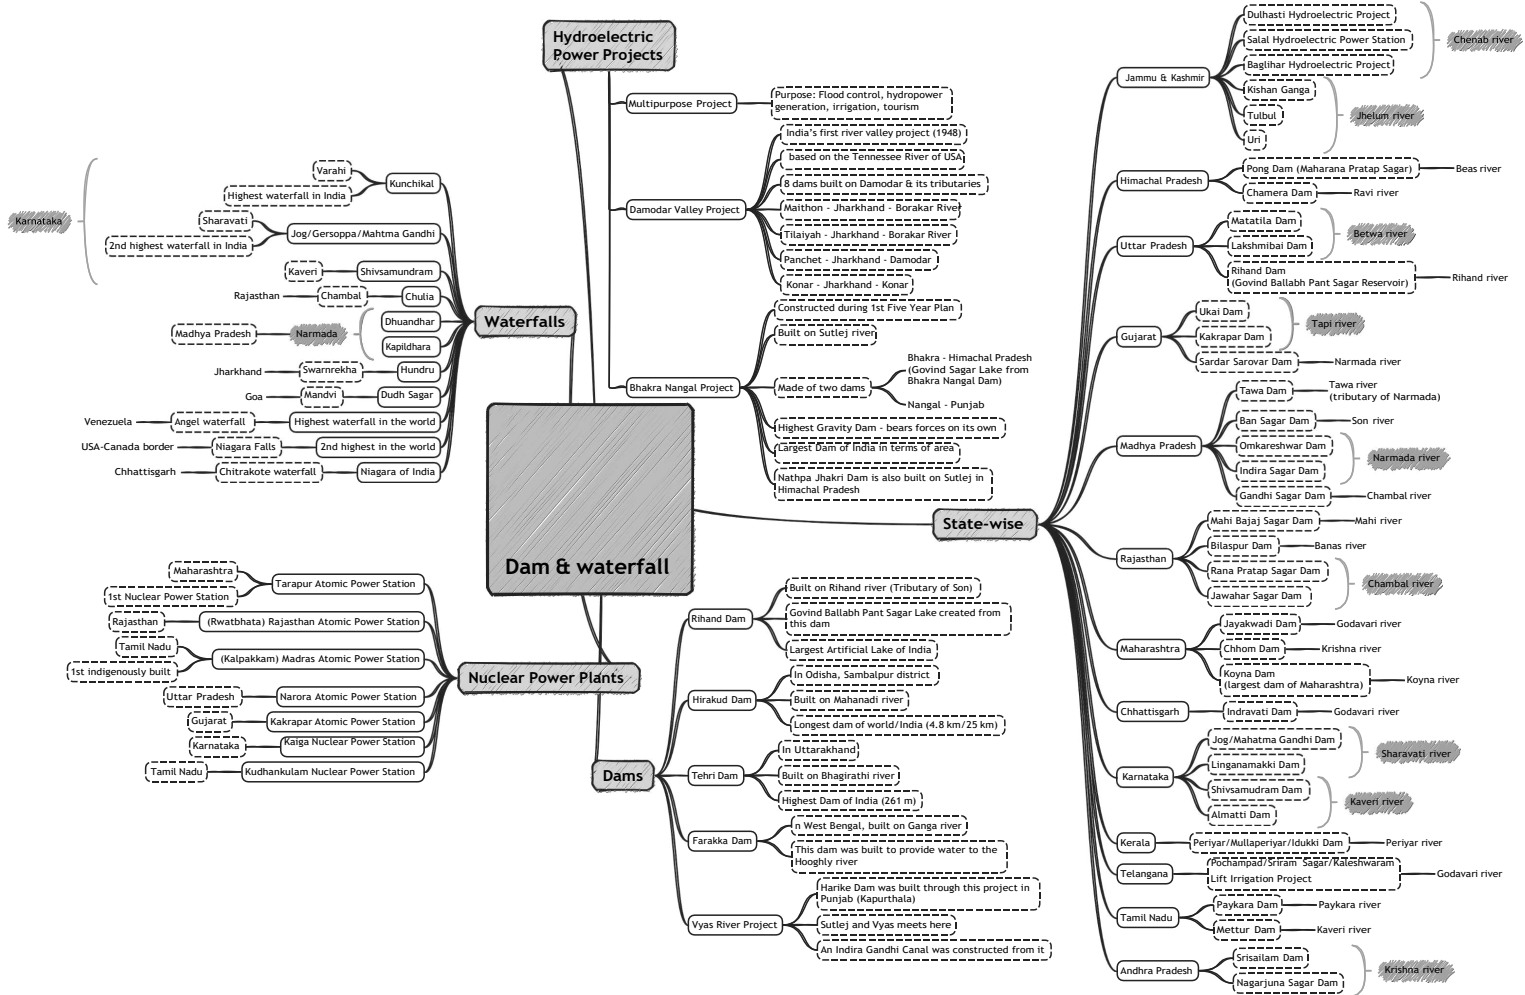 Hydroelectric
Power Projects
Multipurpose Project
Purpose: Flood control, hydropower
generation, irrigation, tourism
Damodar Valley Project
India's first river valley project (1948)
based on the Tennessee River of USA
8 dams built on Damodar & its tributaries
Maithon - Jharkhand - Borakar River
Tilaiyah - Jharkhand - Borakar River
Panchet - Jharkhand - Damodar
Konar - Jharkhand - Konar
Bhakra Nangal Project
Constructed during 1st Five Year Plan
Built on Sutlej river
Made of two dams
Bhakra - Himachal Pradesh
(Govind Sagar Lake from
Bhakra Nangal Dam)
Nangal - Punjab
Highest Gravity Dam - bears forces on its own
Largest Dam of India in terms of area
Nathpa Jhakri Dam is also built on Sutlej in
Himachal Pradesh
Waterfalls
Kunchikal
Varahi
Highest waterfall in India
Jog/Gersoppa/Mahtma Gandhi
Sharavati
2nd highest waterfall in India
Shivsamundram
Kaveri
Karnataka
Chulia
Chambal
Rajasthan
Dhuandhar
Kapildhara
Narmada
Madhya Pradesh
Hundru
Swarnrekha
Jharkhand
Dudh Sagar
Mandvi
Goa
Highest waterfall in the world
Angel waterfall
Venezuela
2nd highest in the world
Niagara Falls
USA-Canada border
Niagara of India
Chitrakote waterfall
Chhattisgarh
Dam & waterfall
Nuclear Power Plants
Tarapur Atomic Power Station
Maharashtra
1st Nuclear Power Station
(Rwatbhata) Rajasthan Atomic Power Station
Rajasthan
(Kalpakkam) Madras Atomic Power Station
Tamil Nadu
1st indigenously built
Narora Atomic Power Station
Uttar Pradesh
Kakrapar Atomic Power Station
Gujarat
Kaiga Nuclear Power Station
Karnataka
Kudhankulam Nuclear Power Station
Tamil Nadu
Dams
Rihand Dam
Built on Rihand river (Tributary of Son)
Govind Ballabh Pant Sagar Lake created from
this dam
Largest Artificial Lake of India
Hirakud Dam
In Odisha, Sambalpur district
Built on Mahanadi river
Longest dam of world/India (4.8 km/25 km)
Tehri Dam
In Uttarakhand
Built on Bhagirathi river
Highest Dam of India (261 m)
Farakka Dam
n West Bengal, built on Ganga river
This dam was built to provide water to the
Hooghly river
Vyas River Project
Harike Dam was built through this project in
Punjab (Kapurthala)
Sutlej and Vyas meets here
An Indira Gandhi Canal was constructed from it
State-wise
Jammu & Kashmir
Dulhasti Hydroelectric Project
Salal Hydroelectric Power Station
Baglihar Hydroelectric Project
Chenab river
Kishan Ganga
Tulbul
Uri
Jhelum river
Himachal Pradesh
Pong Dam (Maharana Pratap Sagar)
Beas river
Chamera Dam
Ravi river
Uttar Pradesh
Matatila Dam
Lakshmibai Dam
Betwa river
Rihand Dam
(Govind Ballabh Pant Sagar Reservoir)
Rihand river
Gujarat
Ukai Dam
Kakrapar Dam
Tapi river
Sardar Sarovar Dam
Narmada river
Madhya Pradesh
Tawa Dam
Tawa river
(tributary of Narmada)
Ban Sagar Dam
Son river
Omkareshwar Dam
Indira Sagar Dam
Narmada river
Gandhi Sagar Dam
Chambal river
Rajasthan
Mahi Bajaj Sagar Dam
Mahi river
Bilaspur Dam
Banas river
Rana Pratap Sagar Dam
Jawahar Sagar Dam
Chambal river
Maharashtra
Jayakwadi Dam
Godavari river
Chhom Dam
Krishna river
Koyna Dam
(largest dam of Maharashtra)
Koyna river
Chhattisgarh
Indravati Dam
Godavari river
Karnataka
Jog/Mahatma Gandhi Dam
Linganamakki Dam
Sharavati river
Shivsamudram Dam
Almatti Dam
Kaveri river
Kerala
Periyar/Mullaperiyar/Idukki Dam
Periyar river
Telangana
Pochampad/Sriram Sagar/Kaleshwaram
Lift Irrigation Project
Godavari river
Tamil Nadu
Paykara Dam
Paykara river
Mettur Dam
Kaveri river
Andhra Pradesh
Srisailam Dam
Nagarjuna Sagar Dam
Krishna river